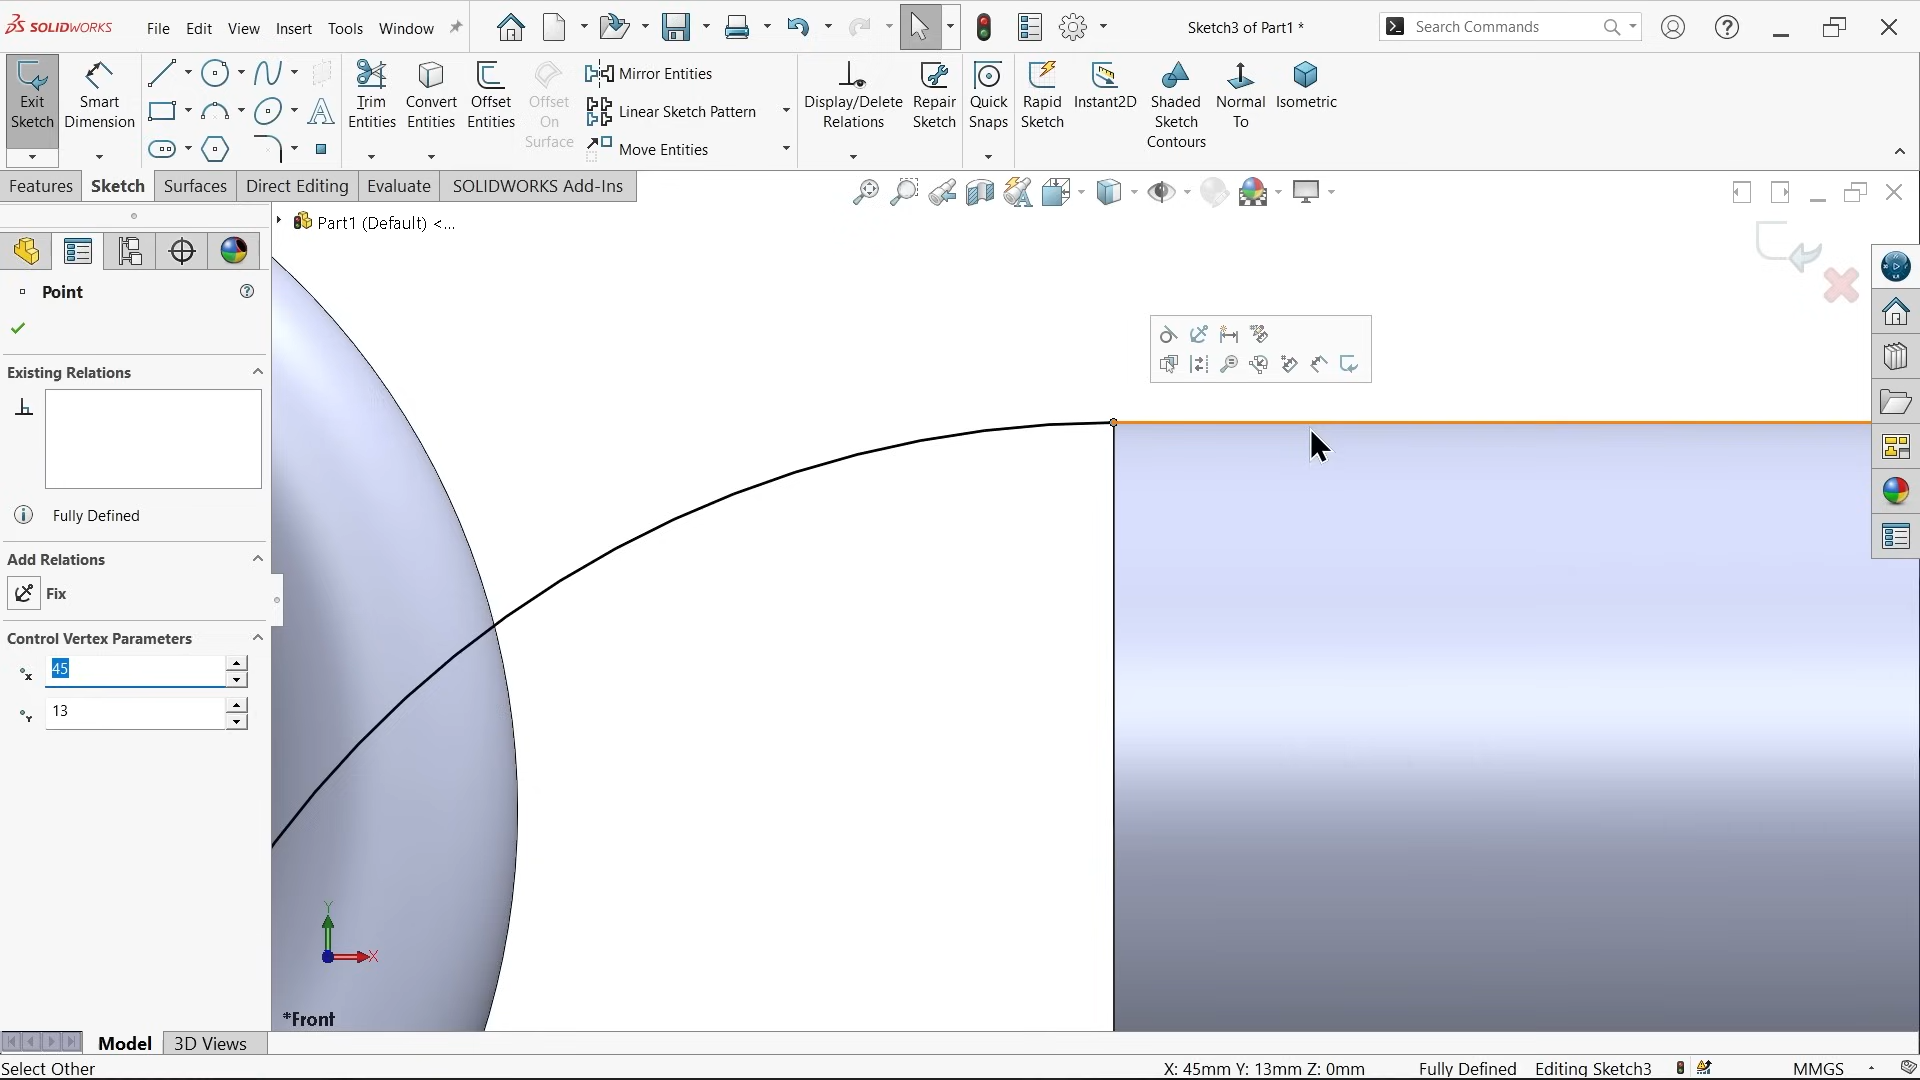 SOLIDWORKS File Edit View Insert Tools Window Sketch3 of Part1 * Search Commands
Exit Sketch
Smart Dimension
Trim Entities
Convert Entities
Offset Entities
Offset On Surface
Mirror Entities
Linear Sketch Pattern
Move Entities
Display/Delete Relations
Repair Sketch
Quick Snaps
Rapid Sketch
Instant2D
Shaded Sketch Contours
Normal To
Isometric
Features Sketch Surfaces Direct Editing Evaluate SOLIDWORKS Add-Ins
Part1 (Default) <...
Point
Existing Relations
Fully Defined
Add Relations
Fix
Control Vertex Parameters
x 45
Y 13
Y
X
*Front
Model 3D Views
Select Other X: 45mm Y: 13mm Z: 0mm Fully Defined Editing Sketch3 MMGS